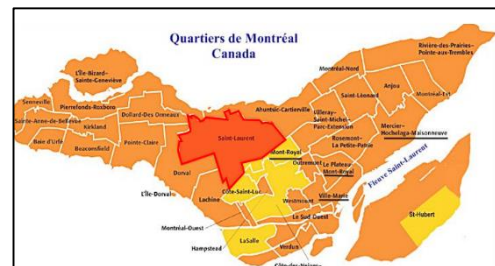 Quartiers de Montréal
Canada
Rivière-des-Prairies-
Pointe-aux-Trembles
L'Île-Bizard-
Sainte-Geneviève
Montréal-Nord
Anjou
Montréal-Est
Saint-Léonard
Senneville
Pierrefonds-Roxboro
Dollard-Des Ormeaux
Ahuntsic-Cartierville
Villeray-
Saint-Michel-
Parc-Extension
Sainte-Anne-de-Bellevue
Kirkland
Saint-Laurent
Rosemont-
La Petite-Patrie
Mercier-
Hochelaga-Maisonneuve
Baie d'Urfé
Beaconsfield
Pointe-Claire
Mont-Royal
Outremont
Le Plateau
Mont-Royal
Dorval
Fleuve Saint-Laurent
L'Île-Dorval
Côte-Saint-Luc
Lachine
Westmount
Ville-Marie
St-Hubert
Montréal-Ouest
Le Sud-Ouest
Hampstead
LaSalle
Verdun
Côte-des-Neiges-